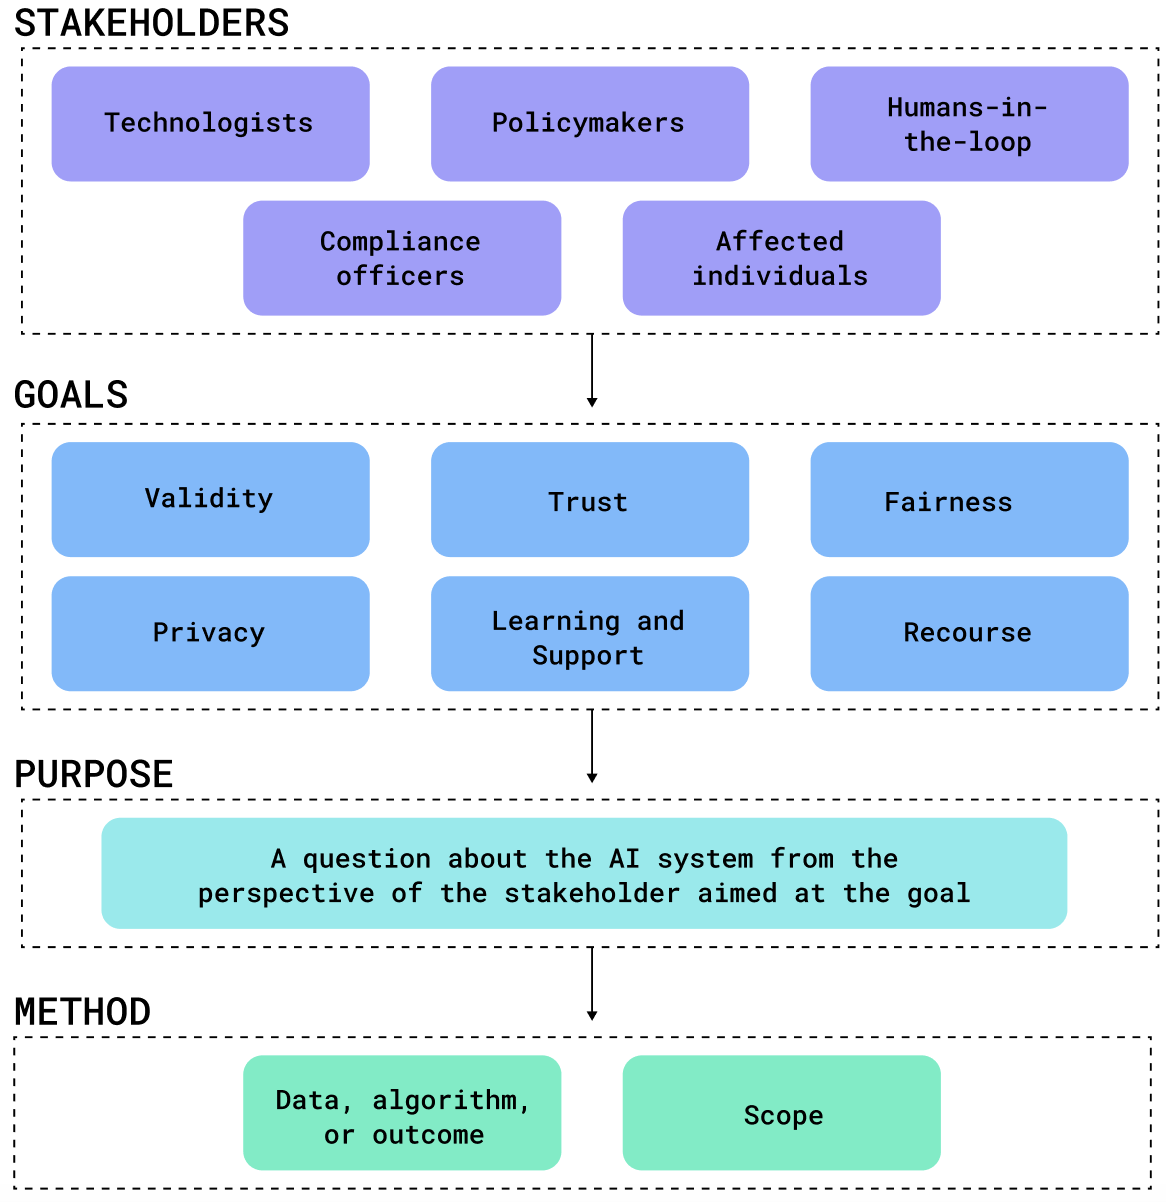 STAKEHOLDERS
Technologists
Policymakers
Humans-in-
the-loop
Compliance
officers
Affected
individuals
GOALS
Validity
Trust
Fairness
Privacy
Learning and
Support
Recourse
PURPOSE
A question about the AI system from the
perspective of the stakeholder aimed at the goal
METHOD
Data, algorithm,
or outcome
Scope